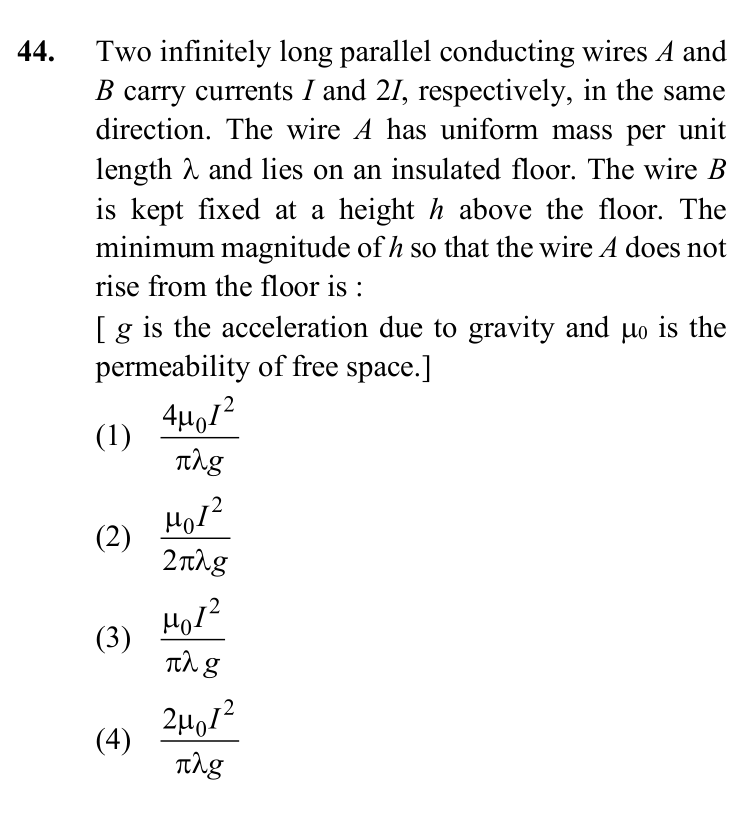 44. Two infinitely long parallel conducting wires A and
B carry currents I and 2I, respectively, in the same
direction. The wire A has uniform mass per unit
length λ and lies on an insulated floor. The wire B
is kept fixed at a height h above the floor. The
minimum magnitude of h so that the wire A does not
rise from the floor is :
[ g is the acceleration due to gravity and μ₀ is the
permeability of free space.]
(1) 4μ₀I²/πλg
(2) μ₀I²/2πλg
(3) μ₀I²/πλg
(4) 2μ₀I²/πλg